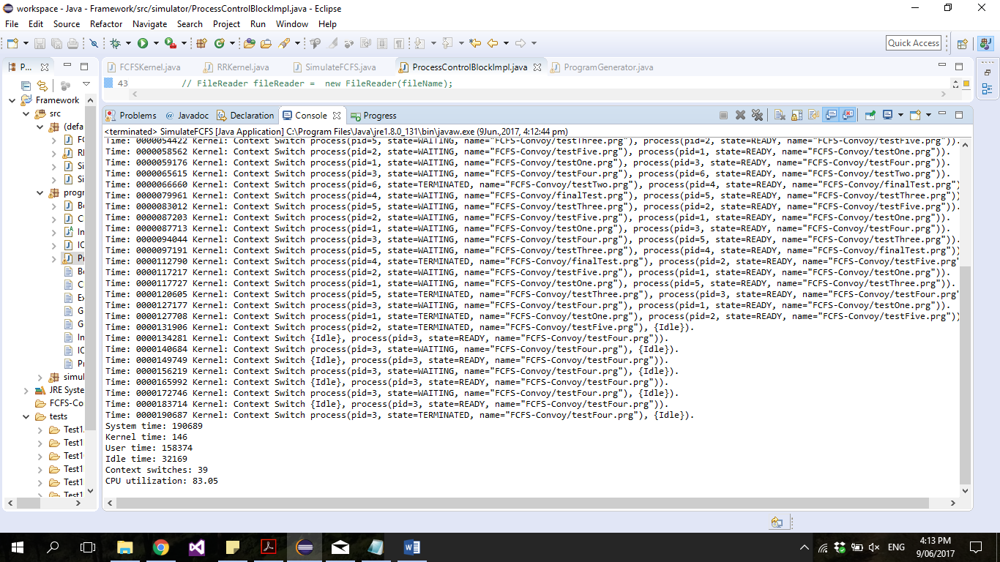 workspace - Java - Framework/src/simulator/ProcessControlBlockImpl.java - Eclipse
File Edit Source Refactor Navigate Search Project Run Window Help
Quick Access
P...
FCFSKernel.java RRKernel.java SimulateFCFS.java ProcessControlBlockImpl.java ProgramGenerator.java
43 // FileReader fileReader = new FileReader(fileName);
Framework
src
(defa
FC
RI
Si
Si
progr
Be
C
In
IC
Pr
Be
C
Ex
G
G
In
IC
Pr
simul
JRE Syste
FCFS-Co
tests
Test1
Test1
Test1
Test1
Test1
Test1
Problems @ Javadoc Declaration Console Progress
<terminated> SimulateFCFS [Java Application] C:\Program Files\Java\jre1.8.0_131\bin\javaw.exe (9Jun.,2017, 4:12:44 pm)
Time: 0000054422 Kernel: Context Switch process(pid=5, state=WAITING, name="FCFS-Convoy/testThree.prg"), process(pid=2, state=READY, name="FCFS-Convoy/testFive.prg")).
Time: 0000058562 Kernel: Context Switch process(pid=2, state=WAITING, name="FCFS-Convoy/testFive.prg"), process(pid=1, state=READY, name="FCFS-Convoy/testOne.prg")).
Time: 0000059176 Kernel: Context Switch process(pid=1, state=WAITING, name="FCFS-Convoy/testOne.prg"), process(pid=3, state=READY, name="FCFS-Convoy/testFour.prg")).
Time: 0000065615 Kernel: Context Switch process(pid=3, state=WAITING, name="FCFS-Convoy/testFour.prg"), process(pid=6, state=READY, name="FCFS-Convoy/testTwo.prg")).
Time: 0000066660 Kernel: Context Switch process(pid=6, state=TERMINATED, name="FCFS-Convoy/testTwo.prg"), process(pid=4, state=READY, name="FCFS-Convoy/finalTest.prg")
Time: 0000079961 Kernel: Context Switch process(pid=4, state=WAITING, name="FCFS-Convoy/finalTest.prg"), process(pid=5, state=READY, name="FCFS-Convoy/testThree.prg"))
Time: 0000083012 Kernel: Context Switch process(pid=5, state=WAITING, name="FCFS-Convoy/testThree.prg"), process(pid=2, state=READY, name="FCFS-Convoy/testFive.prg")).
Time: 0000087203 Kernel: Context Switch process(pid=2, state=WAITING, name="FCFS-Convoy/testFive.prg"), process(pid=1, state=READY, name="FCFS-Convoy/testOne.prg")).
Time: 0000087713 Kernel: Context Switch process(pid=1, state=WAITING, name="FCFS-Convoy/testOne.prg"), process(pid=3, state=READY, name="FCFS-Convoy/testFour.prg")).
Time: 0000094044 Kernel: Context Switch process(pid=3, state=WAITING, name="FCFS-Convoy/testFour.prg"), process(pid=5, state=READY, name="FCFS-Convoy/testThree.prg")).
Time: 0000097191 Kernel: Context Switch process(pid=5, state=WAITING, name="FCFS-Convoy/testThree.prg"), process(pid=4, state=READY, name="FCFS-Convoy/finalTest.prg"))
Time: 0000112790 Kernel: Context Switch process(pid=4, state=TERMINATED, name="FCFS-Convoy/finalTest.prg"), process(pid=2, state=READY, name="FCFS-Convoy/testFive.prg"
Time: 0000117217 Kernel: Context Switch process(pid=2, state=WAITING, name="FCFS-Convoy/testFive.prg"), process(pid=1, state=READY, name="FCFS-Convoy/testOne.prg")).
Time: 0000117727 Kernel: Context Switch process(pid=1, state=WAITING, name="FCFS-Convoy/testOne.prg"), process(pid=5, state=READY, name="FCFS-Convoy/testThree.prg")).
Time: 0000120605 Kernel: Context Switch process(pid=5, state=TERMINATED, name="FCFS-Convoy/testThree.prg"), process(pid=3, state=READY, name="FCFS-Convoy/testFour.prg"
Time: 0000127177 Kernel: Context Switch process(pid=3, state=WAITING, name="FCFS-Convoy/testFour.prg"), process(pid=1, state=READY, name="FCFS-Convoy/testOne.prg")).
Time: 0000127708 Kernel: Context Switch process(pid=1, state=TERMINATED, name="FCFS-Convoy/testOne.prg"), process(pid=2, state=READY, name="FCFS-Convoy/testFive.prg"))
Time: 0000131906 Kernel: Context Switch process(pid=2, state=TERMINATED, name="FCFS-Convoy/testFive.prg"), {Idle}).
Time: 0000134281 Kernel: Context Switch {Idle}, process(pid=3, state=READY, name="FCFS-Convoy/testFour.prg")).
Time: 0000140684 Kernel: Context Switch process(pid=3, state=WAITING, name="FCFS-Convoy/testFour.prg"), {Idle}).
Time: 0000149749 Kernel: Context Switch {Idle}, process(pid=3, state=READY, name="FCFS-Convoy/testFour.prg")).
Time: 0000156219 Kernel: Context Switch process(pid=3, state=WAITING, name="FCFS-Convoy/testFour.prg"), {Idle}).
Time: 0000165992 Kernel: Context Switch {Idle}, process(pid=3, state=READY, name="FCFS-Convoy/testFour.prg")).
Time: 0000172746 Kernel: Context Switch process(pid=3, state=WAITING, name="FCFS-Convoy/testFour.prg"), {Idle}).
Time: 0000183714 Kernel: Context Switch {Idle}, process(pid=3, state=READY, name="FCFS-Convoy/testFour.prg")).
Time: 0000190687 Kernel: Context Switch process(pid=3, state=TERMINATED, name="FCFS-Convoy/testFour.prg"), {Idle}).
System time: 190689
Kernel time: 146
User time: 158374
Idle time: 32169
Context switches: 39
CPU utilization: 83.05
ENG
4:13 PM
9/06/2017